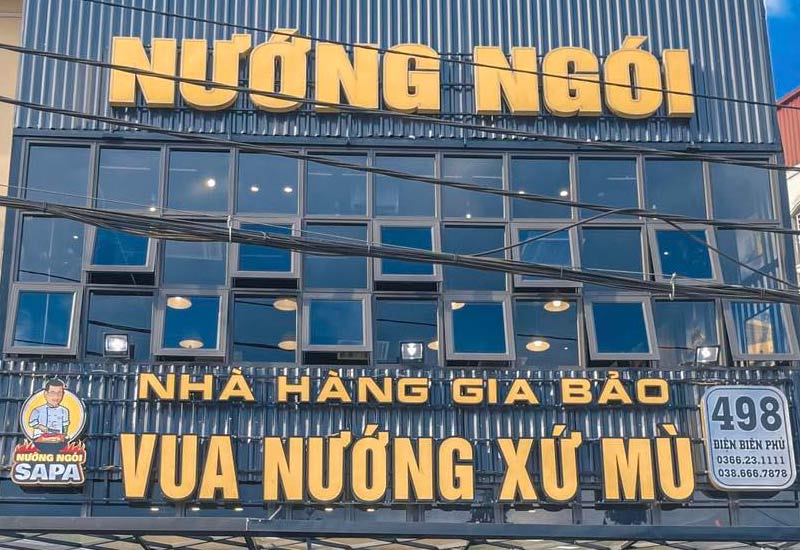 NƯỚNG NGÓI
NHÀ HÀNG GIA BẢO
VUA NƯỚNG XỨ MÙ
NƯỚNG NGÓI
SAPA
498
ĐIỆN BIÊN PHỦ
0366.23.1111
038.666.7878